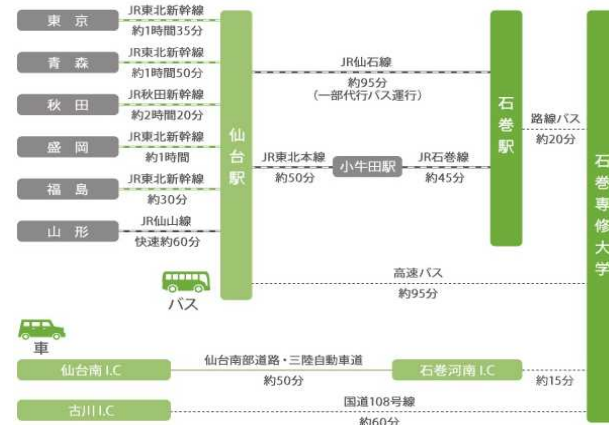 東京
JR東北新幹線
約1時間35分
青森
JR東北新幹線
約1時間50分
秋田
JR秋田新幹線
約2時間20分
盛岡
JR東北新幹線
約1時間
福島
JR東北新幹線
約30分
山形
JR仙山線
快速約60分
仙台駅
JR仙石線
約95分
(一部代行バス運行)
JR東北本線
約50分
小牛田駅
JR石巻線
約45分
石巻駅
路線バス
約20分
石巻専修大学
バス
高速バス
約95分
車
仙台南 I.C
仙台南部道路・三陸自動車道
約50分
石巻河南 I.C
約15分
古川 I.C
国道108号線
約60分